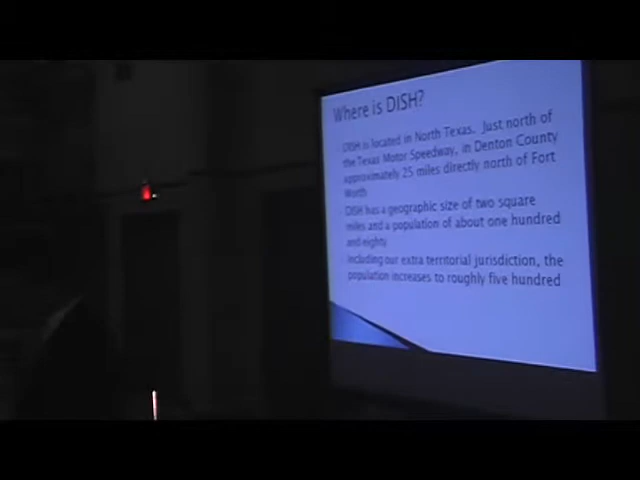 Where is DISH?
DISH is located in North Texas. Just north of
the Texas Motor Speedway, in Denton County
approximately 25 miles directly north of Fort
Worth
DISH has a geographic size of two square
miles and a population of about one hundred
and eighty
Including our extra territorial jurisdiction, the
population increases to roughly five hundred